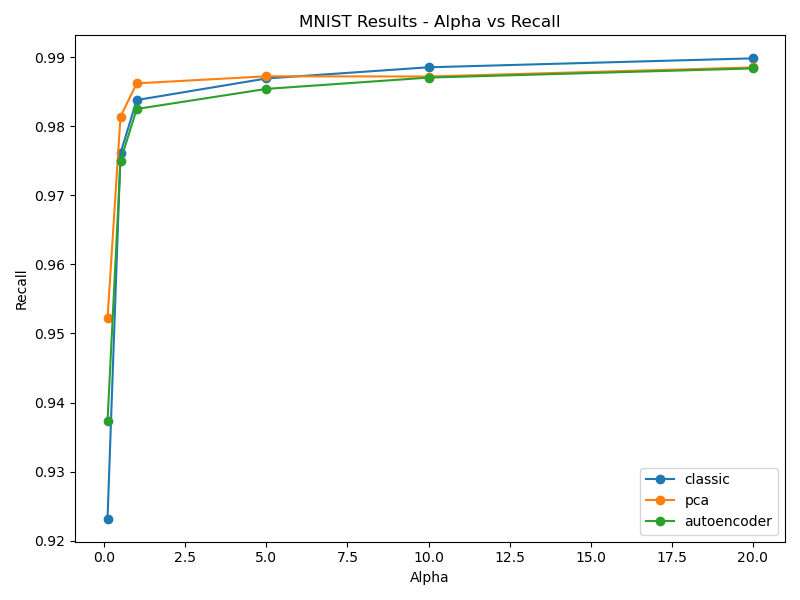 MNIST Results - Alpha vs Recall
0.99
0.98
0.97
0.96
0.95
0.94
0.93
0.92
Recall
0.0 2.5 5.0 7.5 10.0 12.5 15.0 17.5 20.0
Alpha
classic
pca
autoencoder